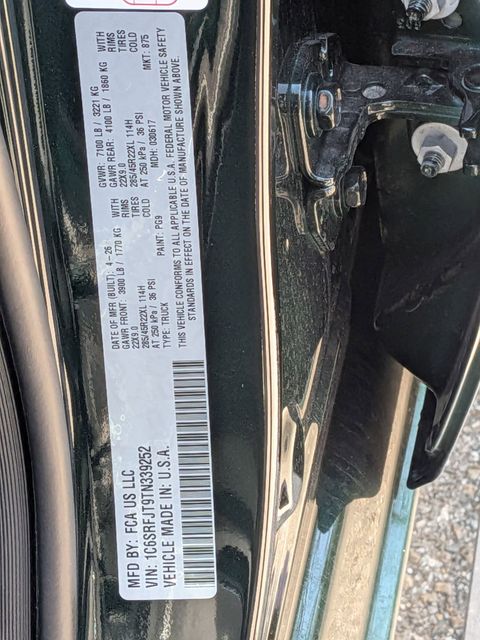 MFD BY: FCA US LLC
DATE OF MFR (BUILT): 4-26
GVWR: 7100 LB / 3221 KG
GAWR FRONT: 3900 LB / 1770 KG WITH
GAWR REAR: 4100 LB / 1860 KG WITH
22X9.0 RIMS
22X9.0 RIMS
285/45R22XL 114H TIRES
285/45R22XL 114H TIRES
AT 250 kPa / 36 PSI COLD
AT 250 kPa / 36 PSI COLD
VIN: 1C6SRFJT9TN339252
TYPE: TRUCK
PAINT: PG9
MDH: 030617
MKT: 875
VEHICLE MADE IN: U.S.A.
THIS VEHICLE CONFORMS TO ALL APPLICABLE U.S.A. FEDERAL MOTOR VEHICLE SAFETY
STANDARDS IN EFFECT ON THE DATE OF MANUFACTURE SHOWN ABOVE.